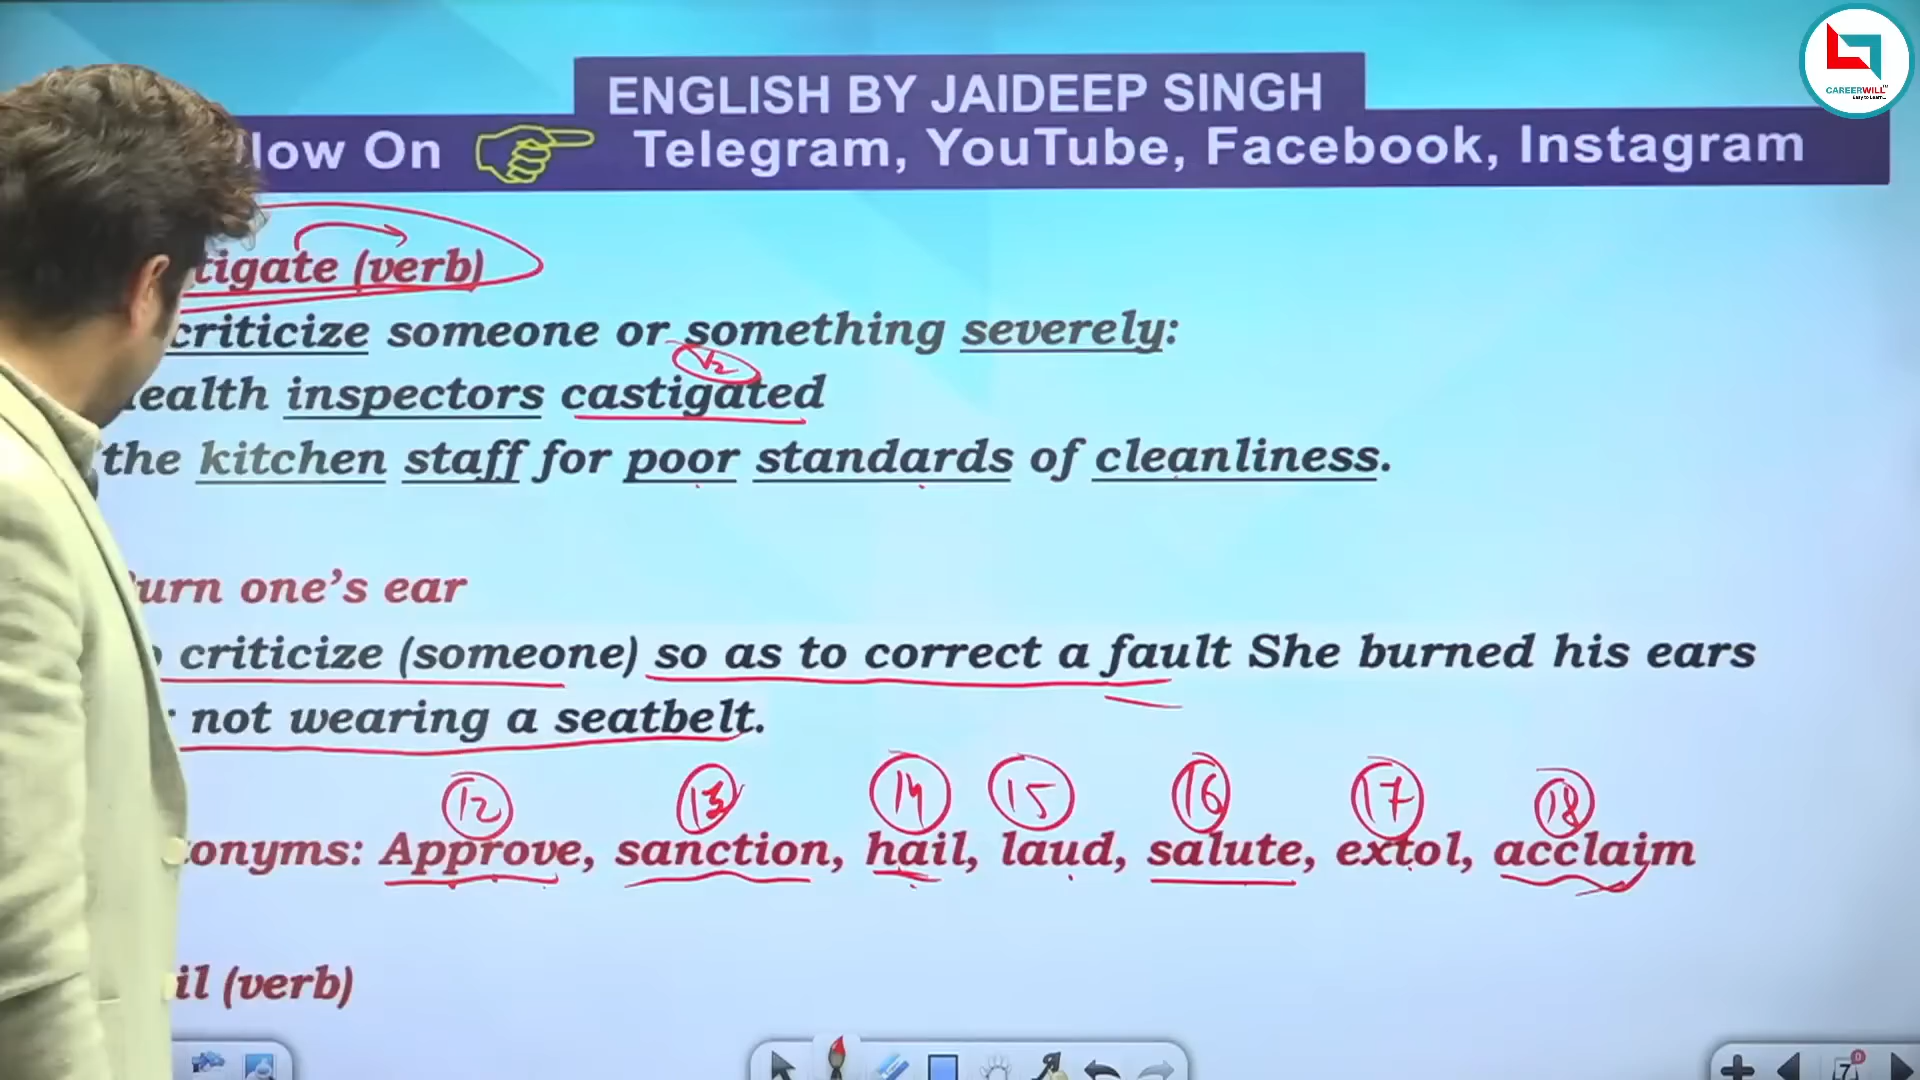 ENGLISH BY JAIDEEP SINGH
CAREERWILL
low On Telegram, YouTube, Facebook, Instagram
tigate (verb)
criticize someone or something severely:
V2
ealth inspectors castigated
the kitchen staff for poor standards of cleanliness.
urn one's ear
criticize (someone) so as to correct a fault She burned his ears
not wearing a seatbelt.
12 13 14 15 16 17 18
onyms: Approve, sanction, hail, laud, salute, extol, acclaim
il (verb)
7